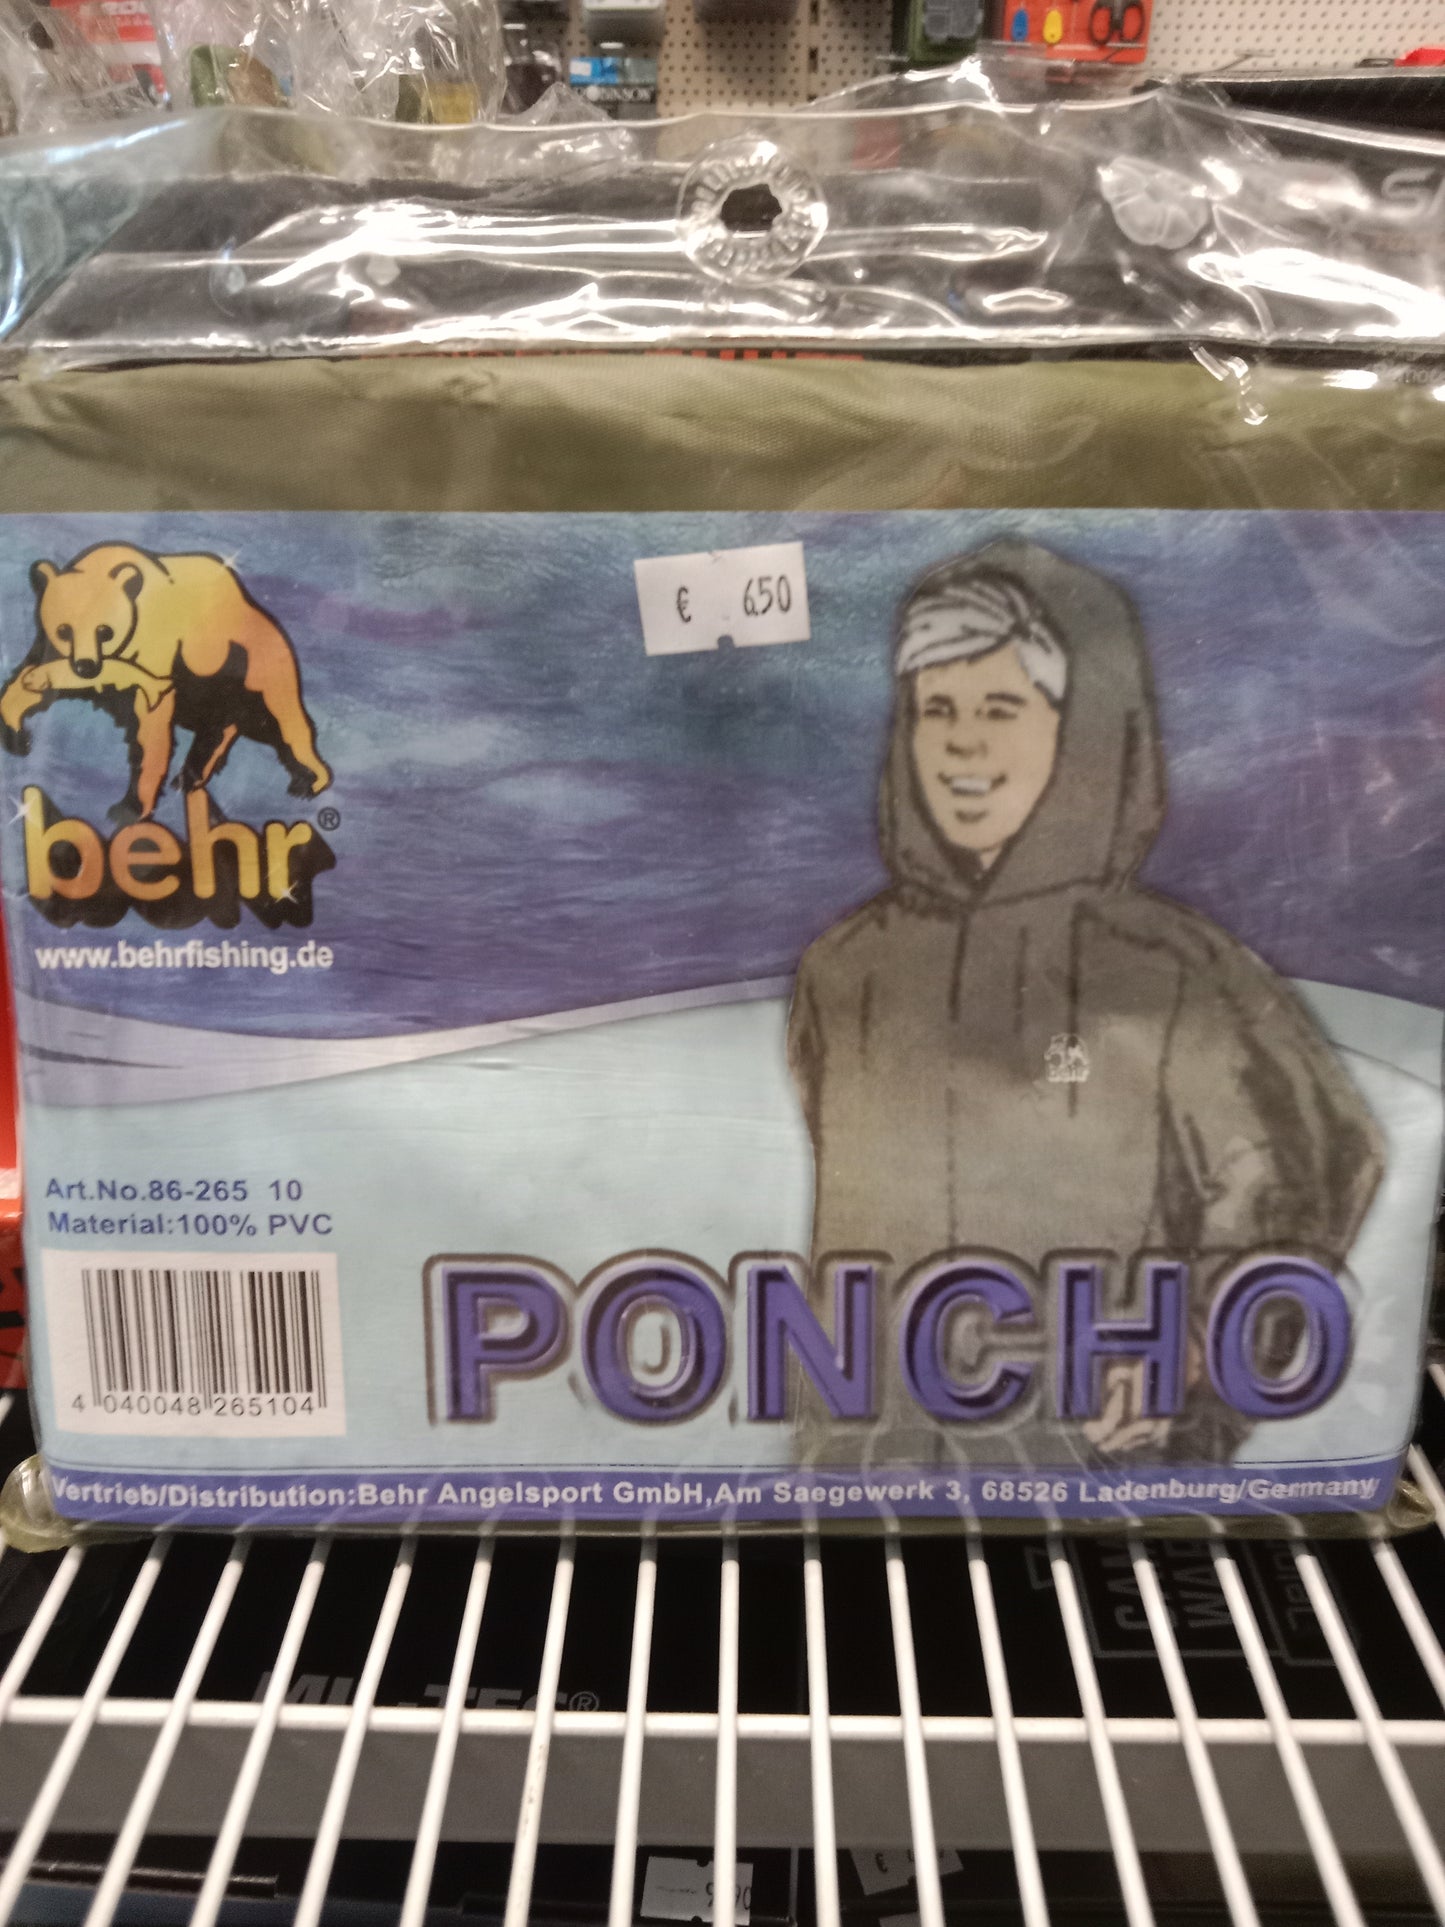 € 6.50
behr®
www.behrfishing.de
behr
Art.No.86-265 10
Material:100% PVC
4 040048 265104
PONCHO
Vertrieb/Distribution:Behr Angelsport GmbH,Am Saegewerk 3, 68526 Ladenburg/Germany